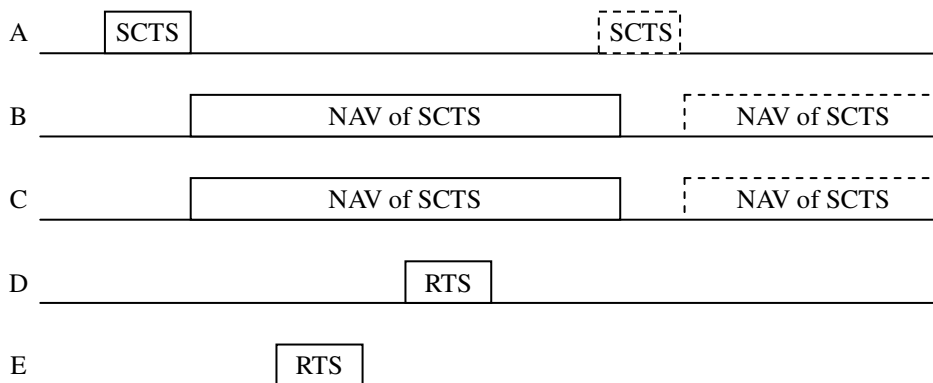 A SCTS SCTS
B NAV of SCTS NAV of SCTS
C NAV of SCTS NAV of SCTS
D RTS
E RTS